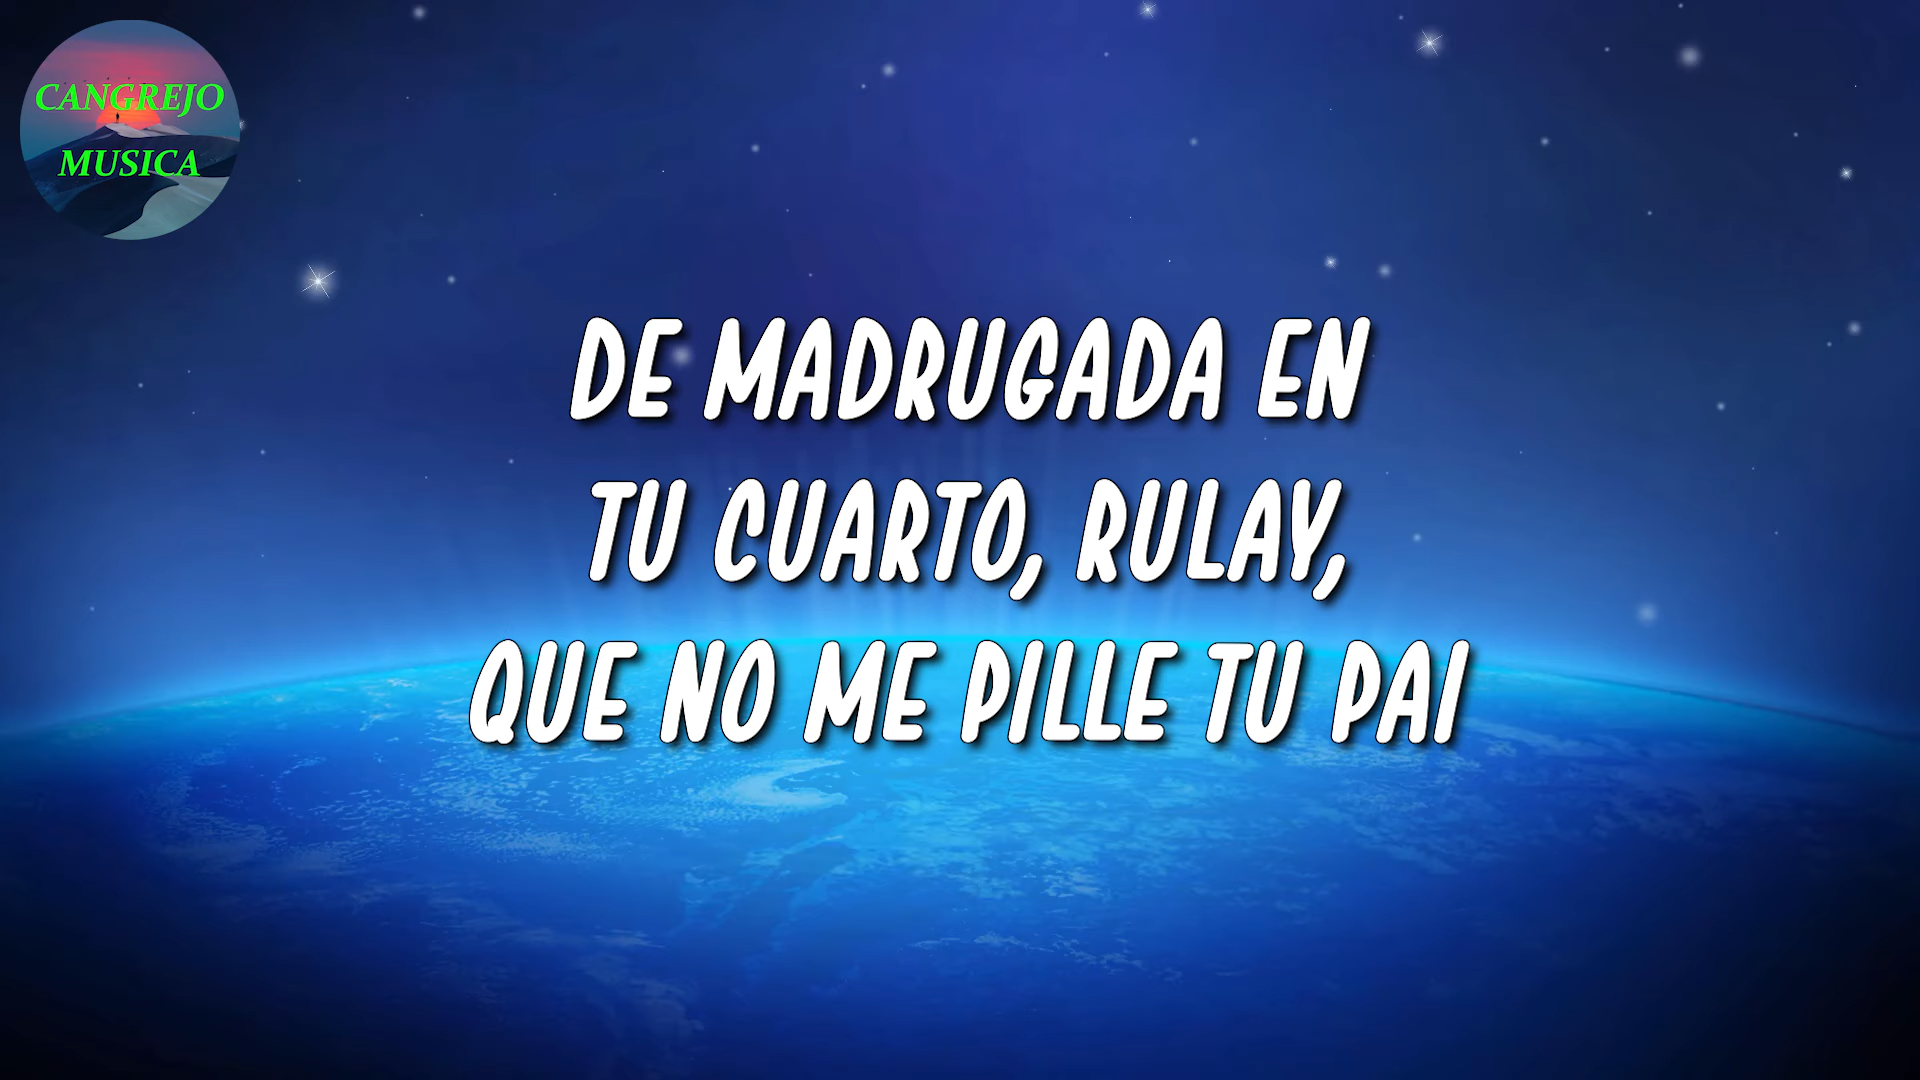 CANGREJO
MUSICA
DE MADRUGADA EN
TU CUARTO, RULAY,
QUE NO ME PILLE TU PAI